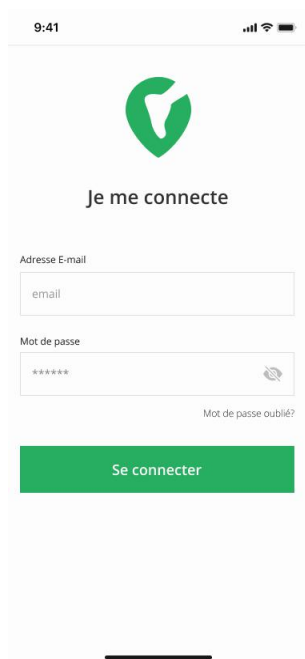 9:41
Je me connecte
Adresse E-mail
email
Mot de passe
******
Mot de passe oublié?
Se connecter